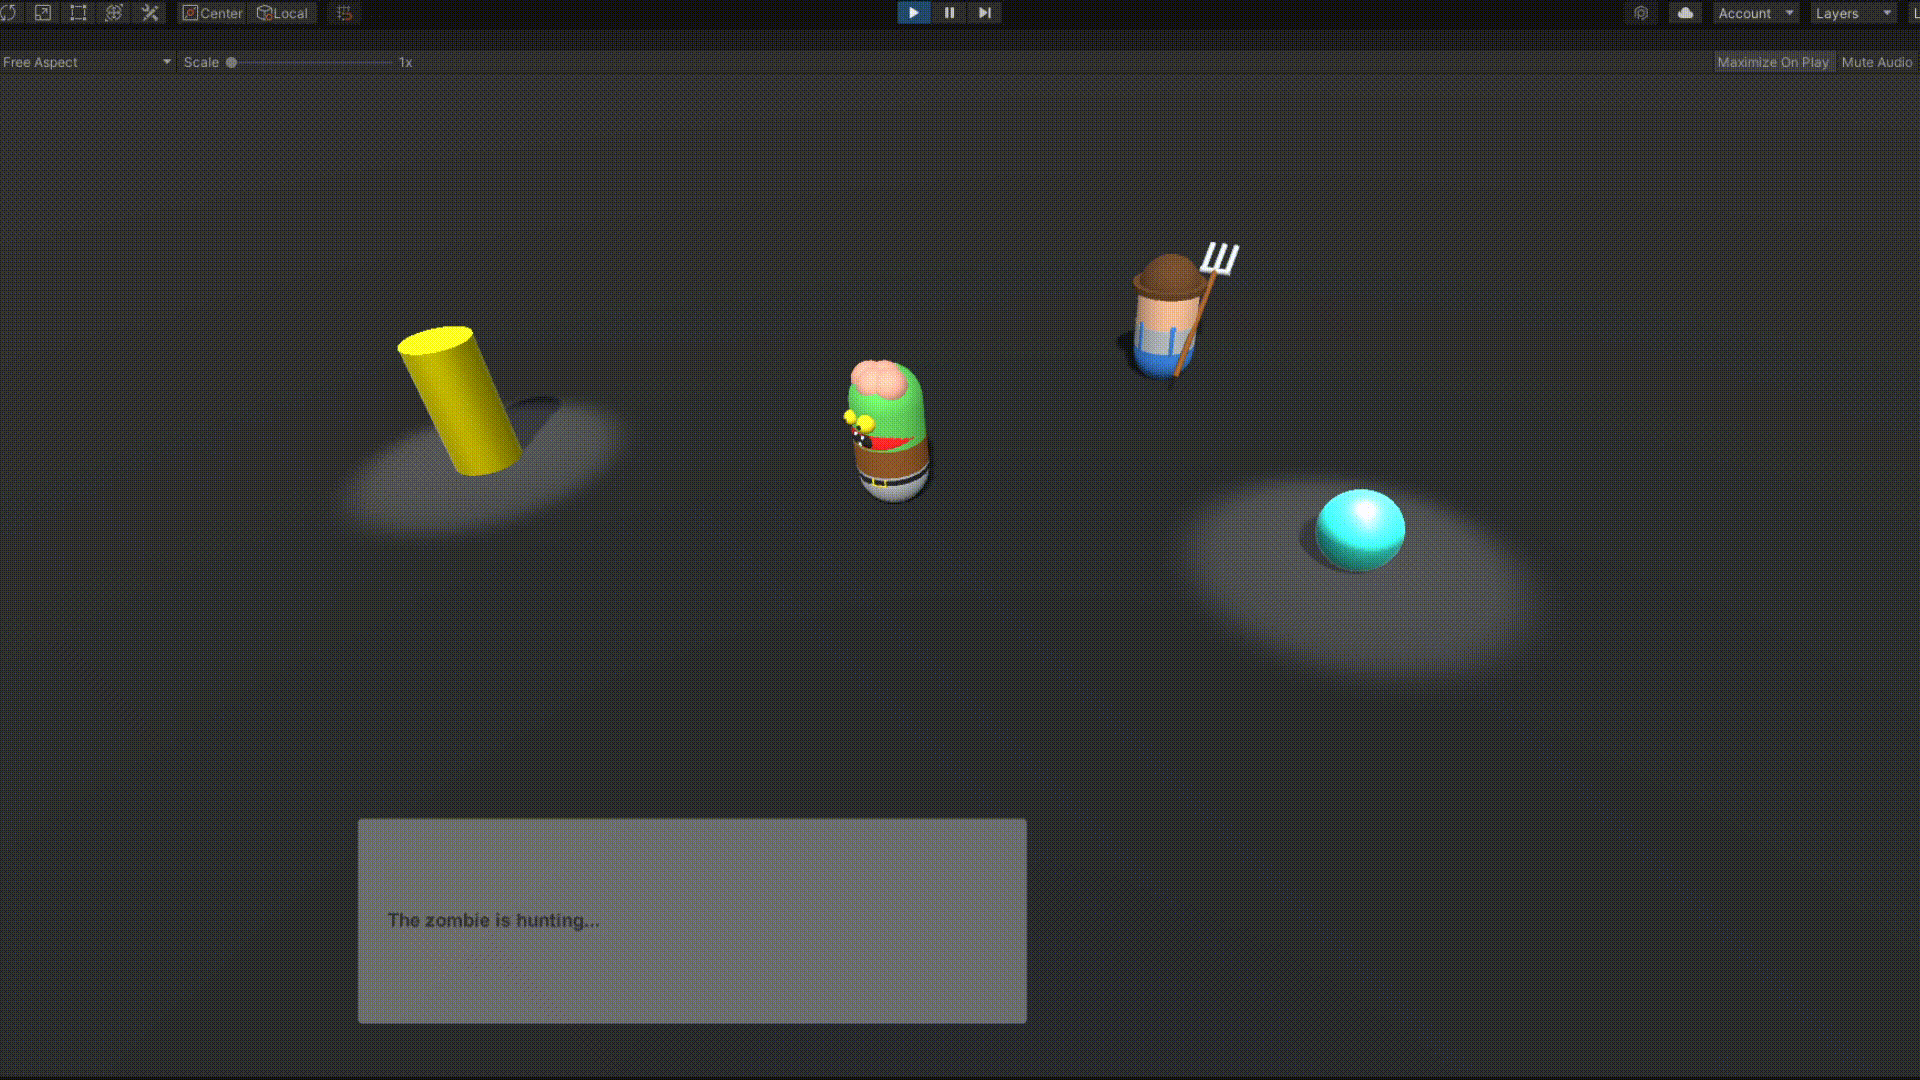 Center Local Account Layers L
Free Aspect Scale 1x Maximize On Play Mute Audio
The zombie is hunting...